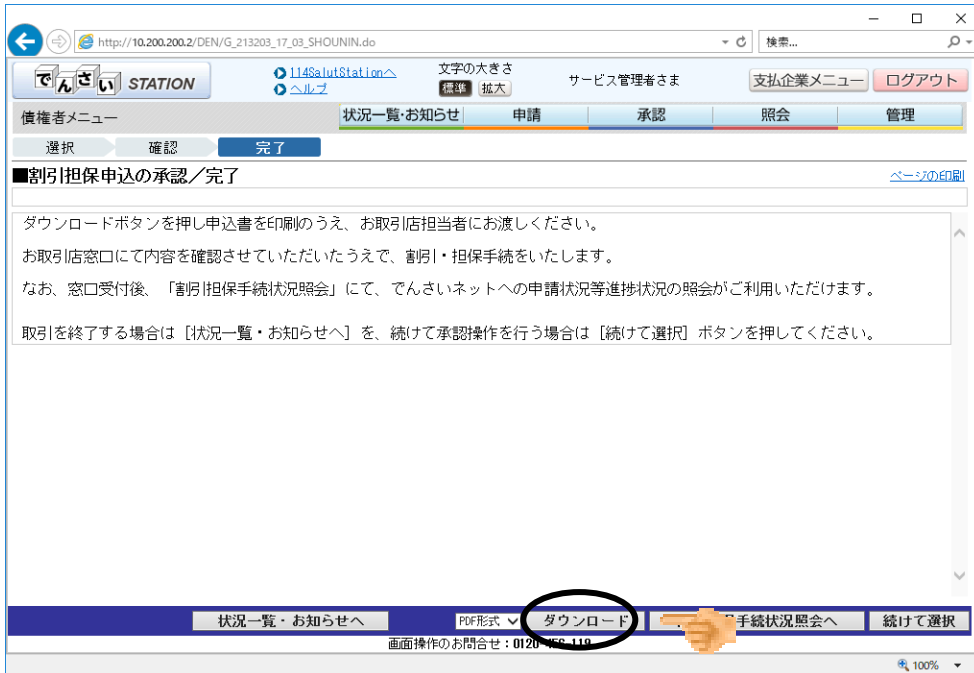 http://10.200.200.2/DEN/G_213203_17_03_SHOUNIN.do
検索...
でんさい STATION
114SalutStationへ
ヘルプ
文字の大きさ
標準 拡大
サービス管理者さま
支払企業メニュー
ログアウト
債権者メニュー
状況一覧・お知らせ 申請 承認 照会 管理
選択 確認 完了
■割引担保申込の承認／完了
ページの印刷
ダウンロードボタンを押し申込書を印刷のうえ、お取引店担当者にお渡しください。
お取引店窓口にて内容を確認させていただいたうえで、割引・担保手続をいたします。
なお、窓口受付後、「割引担保手続状況照会」にて、でんさいネットへの申請状況等進捗状況の照会がご利用いただけます。
取引を終了する場合は［状況一覧・お知らせへ］を、続けて承認操作を行う場合は［続けて選択］ボタンを押してください。
状況一覧・お知らせへ PDF形式 ダウンロード 手続状況照会へ 続けて選択
画面操作のお問合せ：0120-456-118
100%